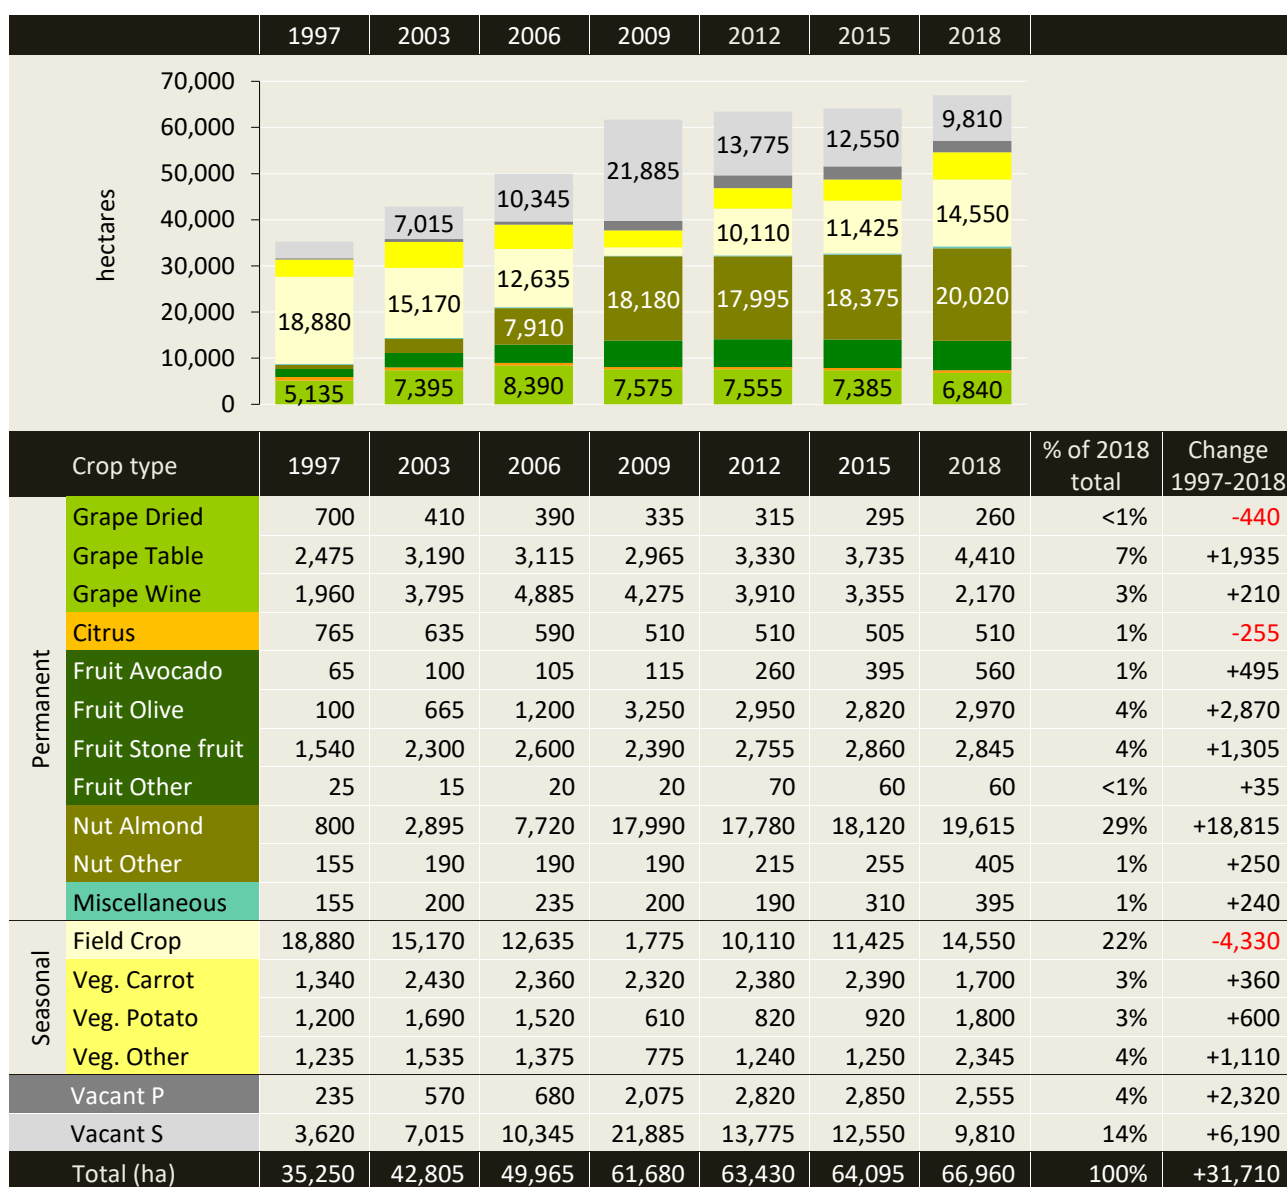 1997 2003 2006 2009 2012 2015 2018
70,000
60,000
50,000
40,000
30,000
20,000
10,000
0
hectares
9,810
13,775 12,550
21,885
10,345
7,015
14,550
10,110 11,425
12,635
15,170
18,880
18,180 17,995 18,375 20,020
7,910
5,135 7,395 8,390 7,575 7,555 7,385 6,840
Crop type 1997 2003 2006 2009 2012 2015 2018 % of 2018 total Change 1997-2018
Permanent
Grape Dried 700 410 390 335 315 295 260 <1% -440
Grape Table 2,475 3,190 3,115 2,965 3,330 3,735 4,410 7% +1,935
Grape Wine 1,960 3,795 4,885 4,275 3,910 3,355 2,170 3% +210
Citrus 765 635 590 510 510 505 510 1% -255
Fruit Avocado 65 100 105 115 260 395 560 1% +495
Fruit Olive 100 665 1,200 3,250 2,950 2,820 2,970 4% +2,870
Fruit Stone fruit 1,540 2,300 2,600 2,390 2,755 2,860 2,845 4% +1,305
Fruit Other 25 15 20 20 70 60 60 <1% +35
Nut Almond 800 2,895 7,720 17,990 17,780 18,120 19,615 29% +18,815
Nut Other 155 190 190 190 215 255 405 1% +250
Miscellaneous 155 200 235 200 190 310 395 1% +240
Seasonal
Field Crop 18,880 15,170 12,635 1,775 10,110 11,425 14,550 22% -4,330
Veg. Carrot 1,340 2,430 2,360 2,320 2,380 2,390 1,700 3% +360
Veg. Potato 1,200 1,690 1,520 610 820 920 1,800 3% +600
Veg. Other 1,235 1,535 1,375 775 1,240 1,250 2,345 4% +1,110
Vacant P 235 570 680 2,075 2,820 2,850 2,555 4% +2,320
Vacant S 3,620 7,015 10,345 21,885 13,775 12,550 9,810 14% +6,190
Total (ha) 35,250 42,805 49,965 61,680 63,430 64,095 66,960 100% +31,710